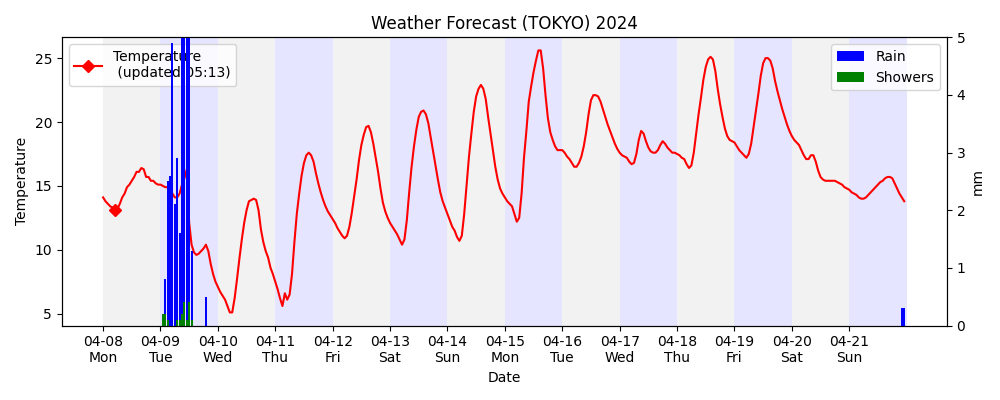 Weather Forecast (TOKYO) 2024
Temperature
(updated 05:13)
Rain
Showers
Temperature
25
20
15
10
5
5
4
3
2
1
0
mm
04-08 04-09 04-10 04-11 04-12 04-13 04-14 04-15 04-16 04-17 04-18 04-19 04-20 04-21
Mon Tue Wed Thu Fri Sat Sun Mon Tue Wed Thu Fri Sat Sun
Date